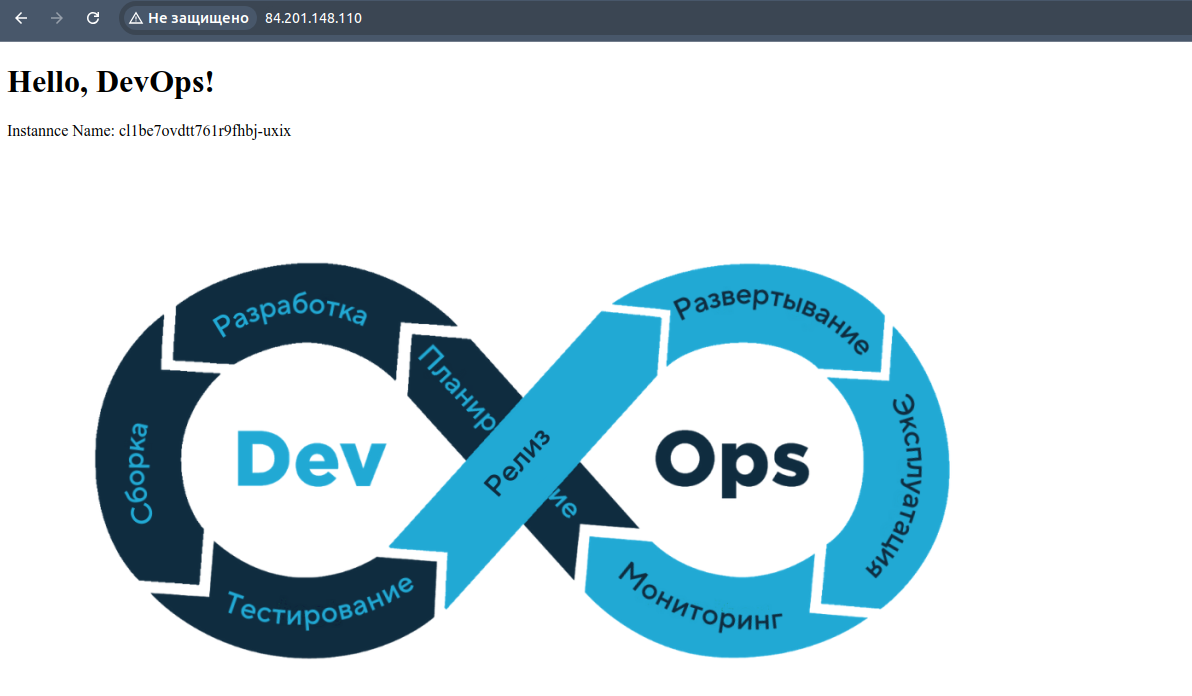 Не защищено 84.201.148.110
Hello, DevOps!
Instannce Name: cl1be7ovdtt761r9fhbj-uxix
Разработка
Планир
ие
Релиз
Развертывание
Сборка
Dev
Ops
Эксплуатация
Тестирование
Мониторинг